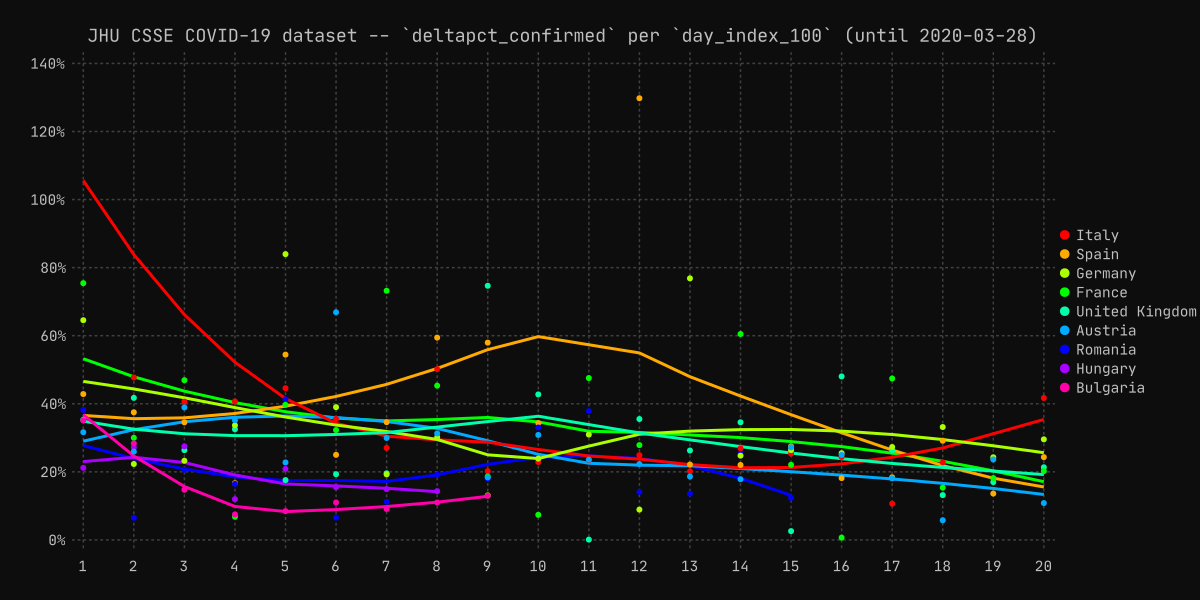 JHU CSSE COVID-19 dataset -- `deltapct_confirmed` per `day_index_100` (until 2020-03-28)
140%
120%
100%
80%
60%
40%
20%
0%
1 2 3 4 5 6 7 8 9 10 11 12 13 14 15 16 17 18 19 20
Italy
Spain
Germany
France
United Kingdom
Austria
Romania
Hungary
Bulgaria